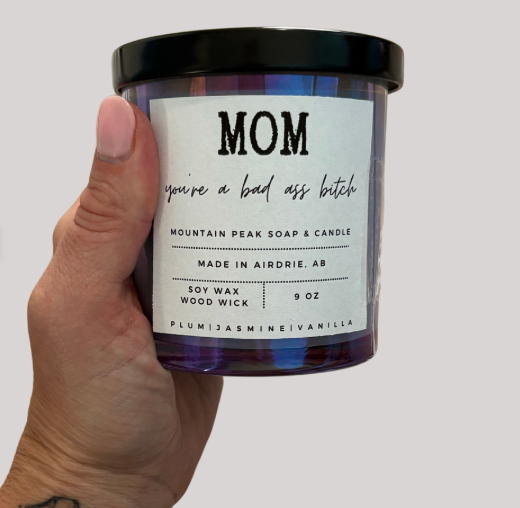 MOM
you're a bad ass bitch
MOUNTAIN PEAK SOAP & CANDLE
MADE IN AIRDRIE, AB
SOY WAX
WOOD WICK
9 OZ
PLUM|JASMINE|VANILLA